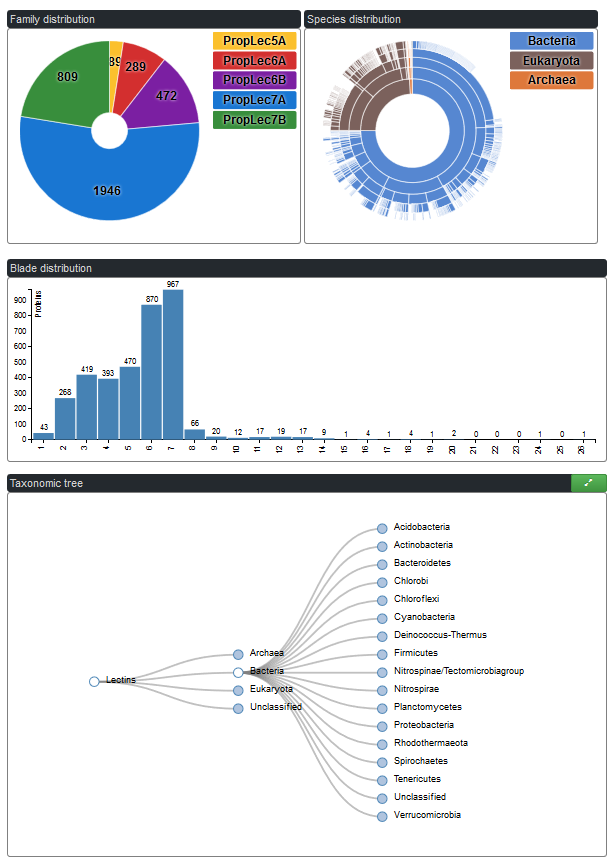 Family distribution
89
289
472
1946
809
PropLec5A
PropLec6A
PropLec6B
PropLec7A
PropLec7B
Species distribution
Bacteria
Eukaryota
Archaea
Blade distribution
Proteins
900
800
700
600
500
400
300
200
100
0
43
268
419
393
470
870
967
66
20
12
17
19
17
9
1
4
1
4
1
2
0
0
0
1
0
1
1
2
3
4
5
6
7
8
9
10
11
12
13
14
15
16
17
18
19
20
21
22
23
24
25
26
Taxonomic tree
Lectins
Archaea
Bacteria
Eukaryota
Unclassified
Acidobacteria
Actinobacteria
Bacteroidetes
Chlorobi
Chloroflexi
Cyanobacteria
Deinococcus-Thermus
Firmicutes
Nitrospinae/Tectomicrobiagroup
Nitrospirae
Planctomycetes
Proteobacteria
Rhodothermaeota
Spirochaetes
Tenericutes
Unclassified
Verrucomicrobia